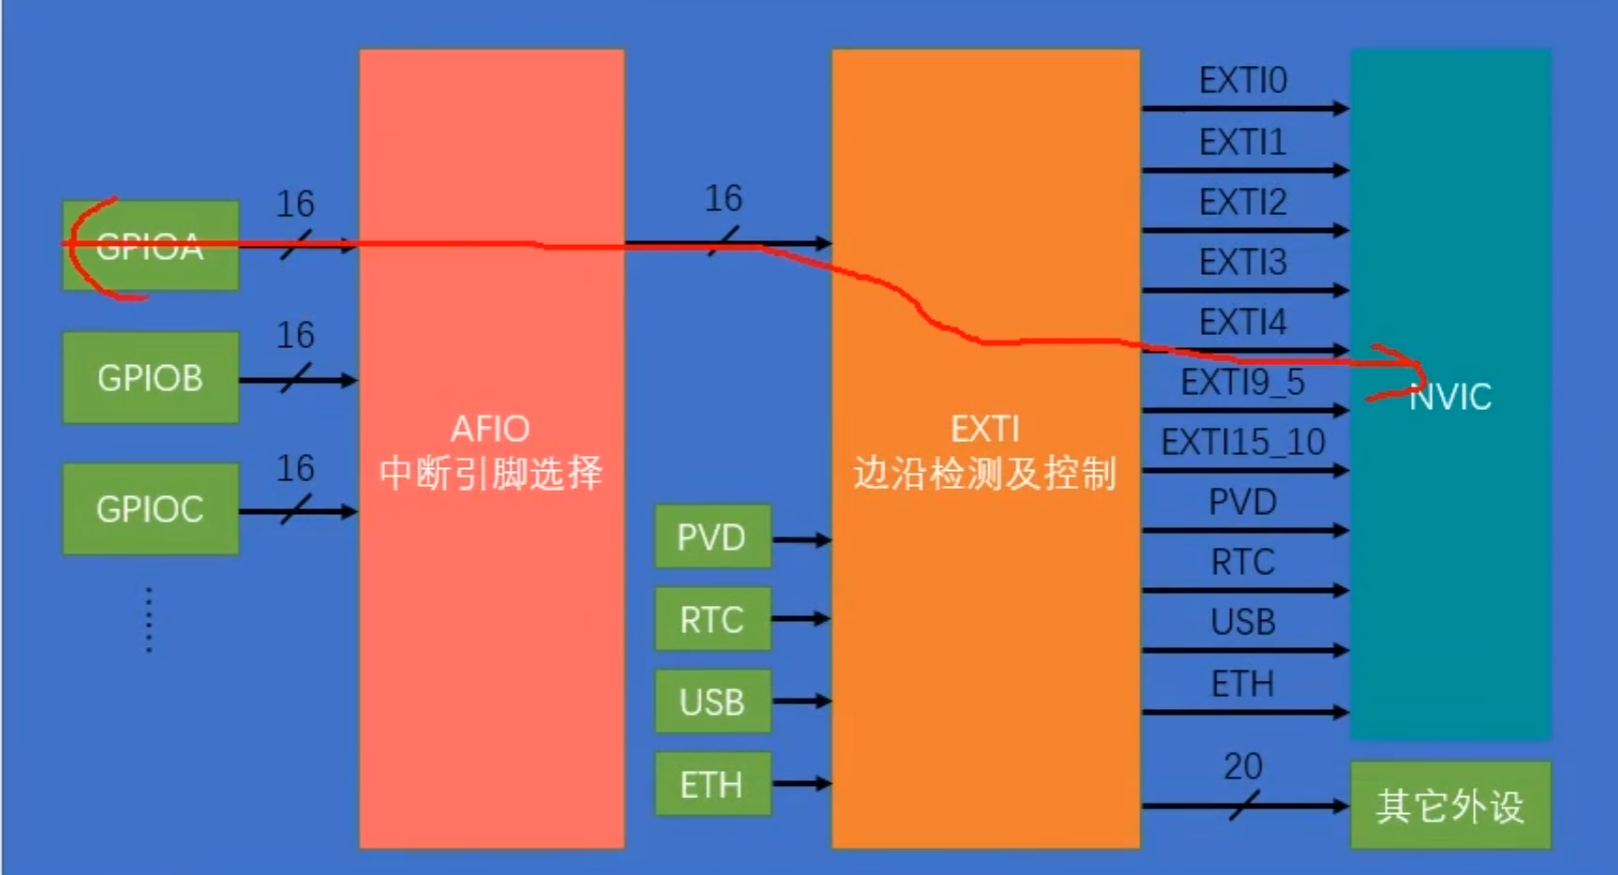 GPIOA
16
GPIOB
16
GPIOC
16
AFIO
中断引脚选择
16
PVD
RTC
USB
ETH
EXTI
边沿检测及控制
EXTI0
EXTI1
EXTI2
EXTI3
EXTI4
EXTI9_5
EXTI15_10
PVD
RTC
USB
ETH
20
NVIC
其它外设